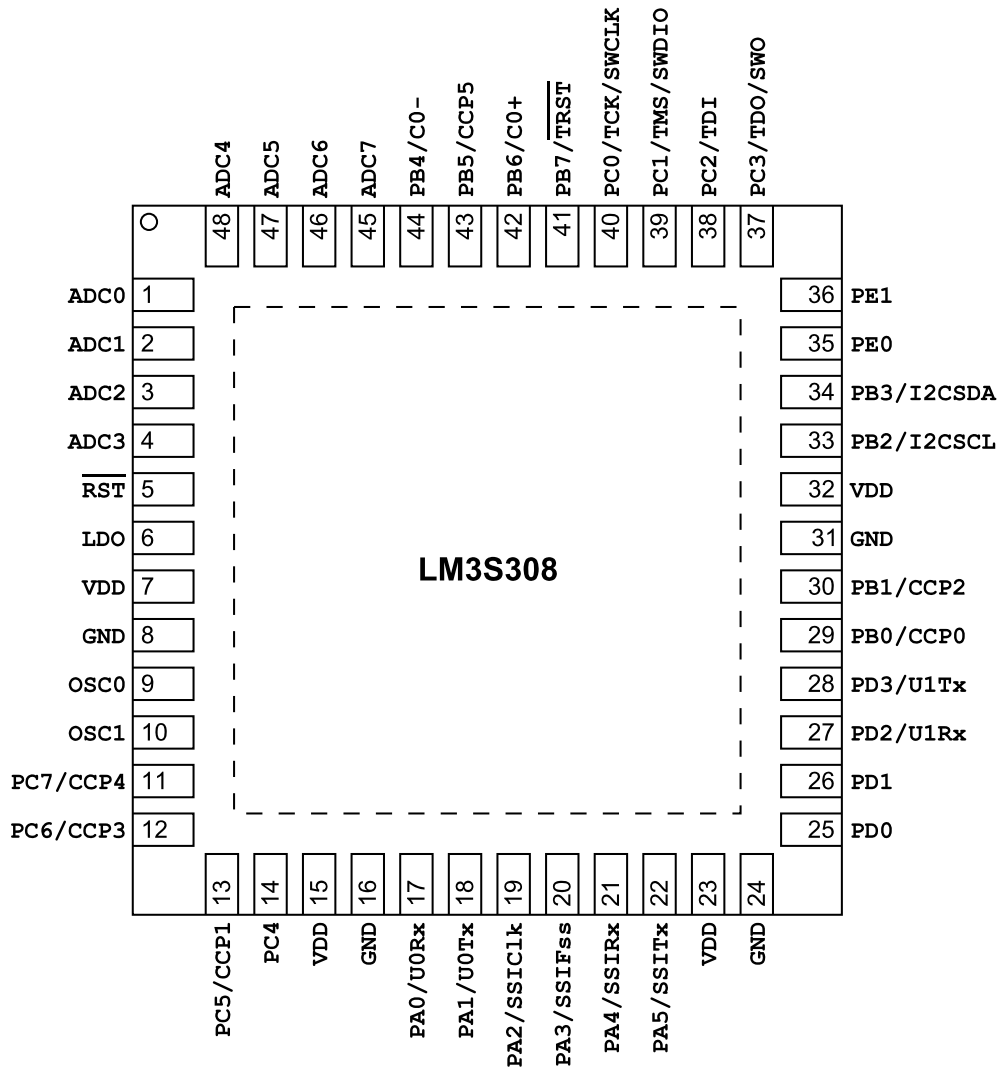 ADC4
ADC5
ADC6
ADC7
PB4/C0-
PB5/CCP5
PB6/C0+
PB7/TRST
PC0/TCK/SWCLK
PC1/TMS/SWDIO
PC2/TDI
PC3/TDO/SWO
48
47
46
45
44
43
42
41
40
39
38
37
ADC0 1
36 PE1
ADC1 2
35 PE0
ADC2 3
34 PB3/I2CSDA
ADC3 4
33 PB2/I2CSCL
RST 5
32 VDD
LDO 6
31 GND
LM3S308
VDD 7
30 PB1/CCP2
GND 8
29 PB0/CCP0
OSC0 9
28 PD3/U1Tx
OSC1 10
27 PD2/U1Rx
PC7/CCP4 11
26 PD1
PC6/CCP3 12
25 PD0
13
14
15
16
17
18
19
20
21
22
23
24
PC5/CCP1
PC4
VDD
GND
PA0/U0Rx
PA1/U0Tx
PA2/SSIClk
PA3/SSIFss
PA4/SSIRx
PA5/SSITx
VDD
GND